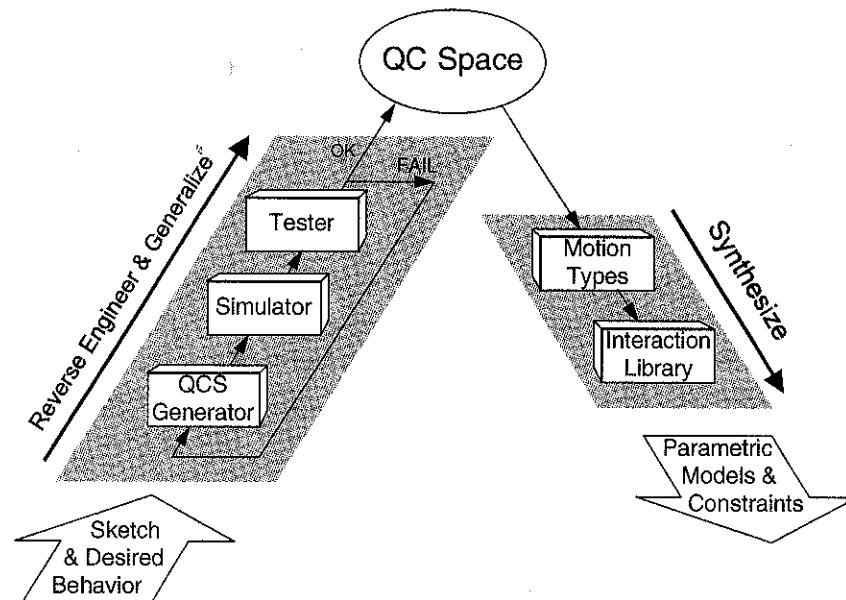 QC Space
OK
FAIL
Reverse Engineer & Generalize
Tester
Simulator
QCS
Generator
Sketch
& Desired
Behavior
Motion
Types
Interaction
Library
Synthesize
Parametric
Models &
Constraints